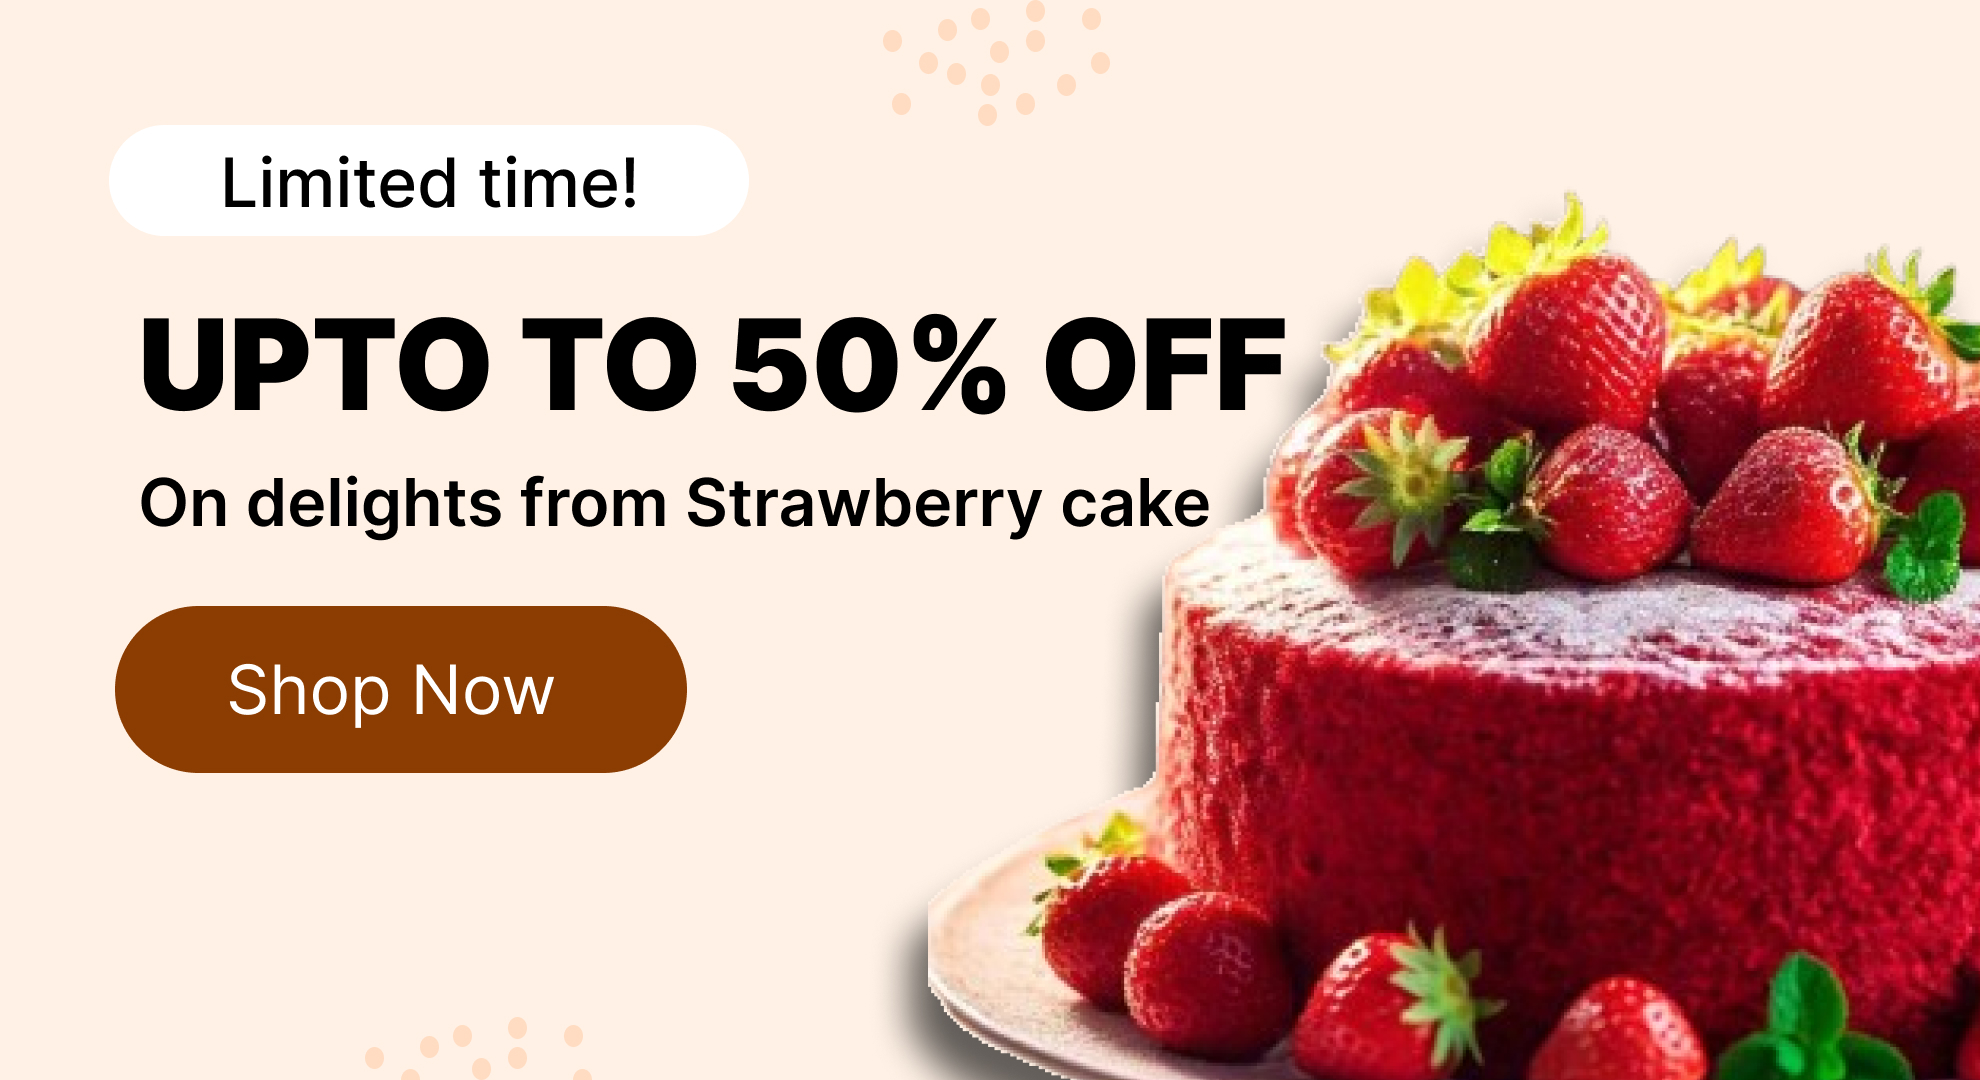 Limited time!
UPTO TO 50% OFF
On delights from Strawberry cake
Shop Now